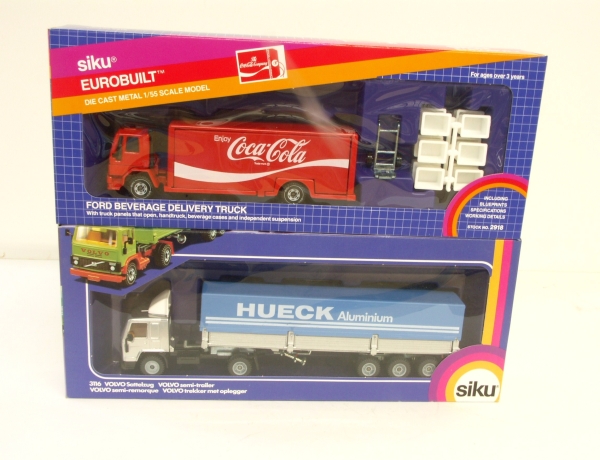 siku®
EUROBUILT™
DIE CAST METAL 1/55 SCALE MODEL
Coca-Cola
For ages over 3 years
Enjoy
Coca-Cola
FORD BEVERAGE DELIVERY TRUCK
With truck panels that open, handtruck, beverage cases and independent suspension
INCLUDING
BLUEPRINTS
SPECIFICATIONS
WORKING DETAILS
STOCK NO. 2918
HUECK Aluminium
3116 VOLVO Sattelzug VOLVO semi-trailer
VOLVO semi-remorque VOLVO trekker met oplegger
siku®